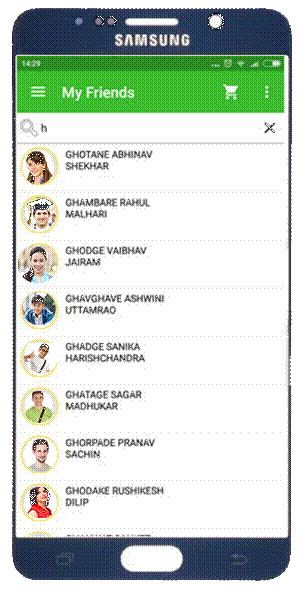 SAMSUNG
14:29
My Friends
h
GHOTANE ABHINAV
SHEKHAR
GHAMBARE RAHUL
MALHARI
GHODGE VAIBHAV
JAIRAM
GHAVGHAVE ASHWINI
UTTAMRAO
GHADGE SANIKA
HARISHCHANDRA
GHATAGE SAGAR
MADHUKAR
GHORPADE PRANAV
SACHIN
GHODAKE RUSHIKESH
DILIP